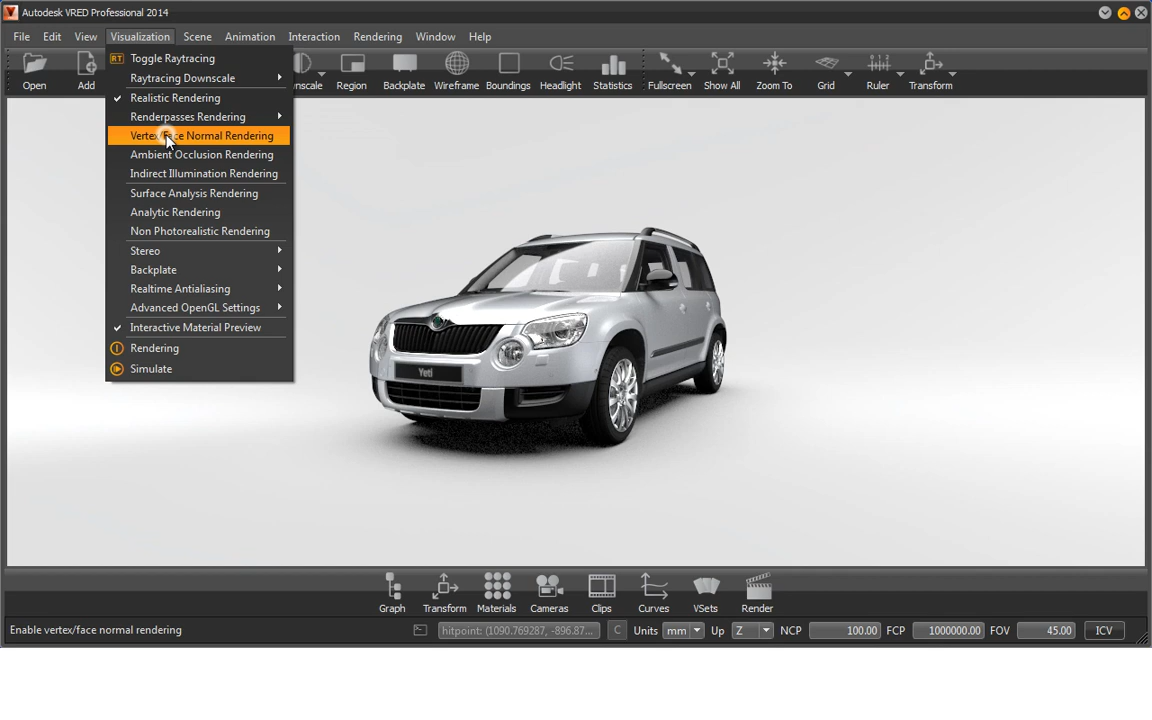 Autodesk VRED Professional 2014
File Edit View Visualization Scene Animation Interaction Rendering Window Help
Open Add nscale Region Backplate Wireframe Boundings Headlight Statistics Fullscreen Show All Zoom To Grid Ruler Transform
RT Toggle Raytracing
Raytracing Downscale
Realistic Rendering
Renderpasses Rendering
Vertex/Face Normal Rendering
Ambient Occlusion Rendering
Indirect Illumination Rendering
Surface Analysis Rendering
Analytic Rendering
Non Photorealistic Rendering
Stereo
Backplate
Realtime Antialiasing
Advanced OpenGL Settings
Interactive Material Preview
Rendering
Simulate
Yeti
Graph Transform Materials Cameras Clips Curves VSets Render
Enable vertex/face normal rendering hitpoint: (1090.769287, -896.87... C Units mm Up Z NCP 100.00 FCP 1000000.00 FOV 45.00 ICV